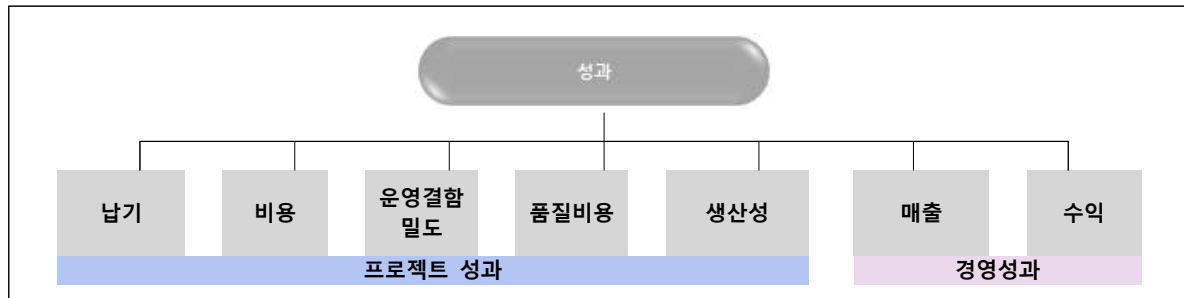 성과
납기
비용
운영결함
밀도
품질비용
생산성
매출
수익
프로젝트 성과
경영성과